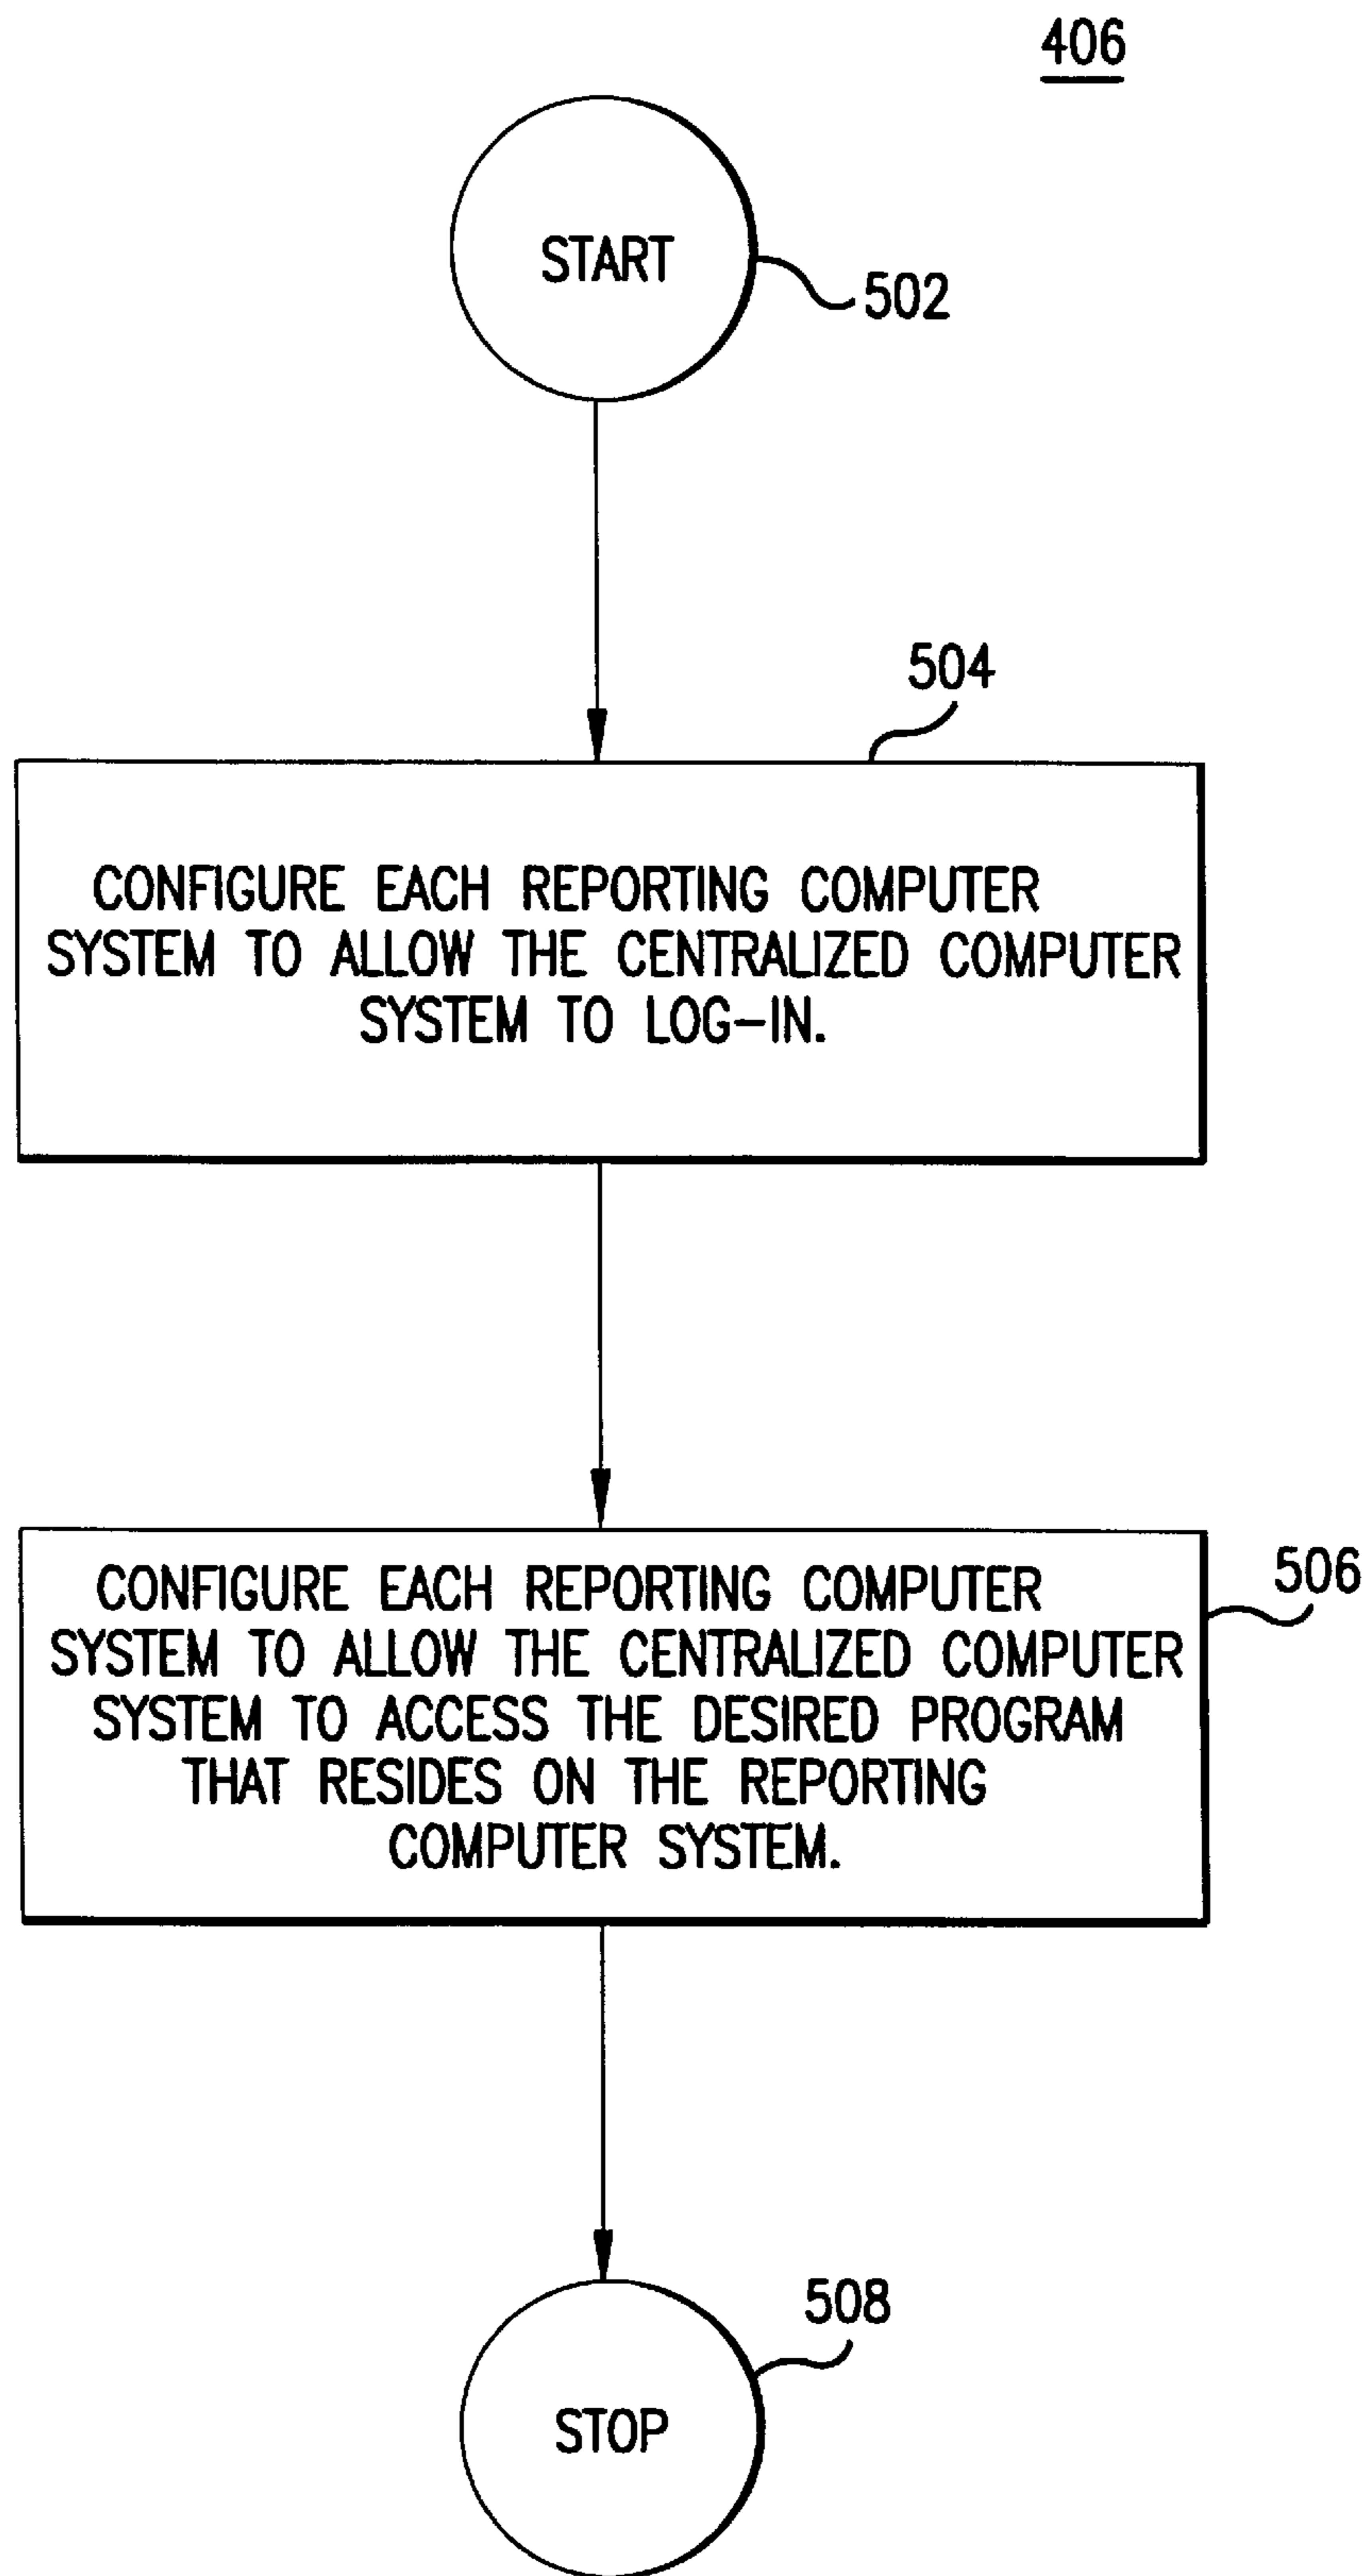 406
START
502
504
CONFIGURE EACH REPORTING COMPUTER
SYSTEM TO ALLOW THE CENTRALIZED COMPUTER
SYSTEM TO LOG-IN.
506
CONFIGURE EACH REPORTING COMPUTER
SYSTEM TO ALLOW THE CENTRALIZED COMPUTER
SYSTEM TO ACCESS THE DESIRED PROGRAM
THAT RESIDES ON THE REPORTING
COMPUTER SYSTEM.
508
STOP